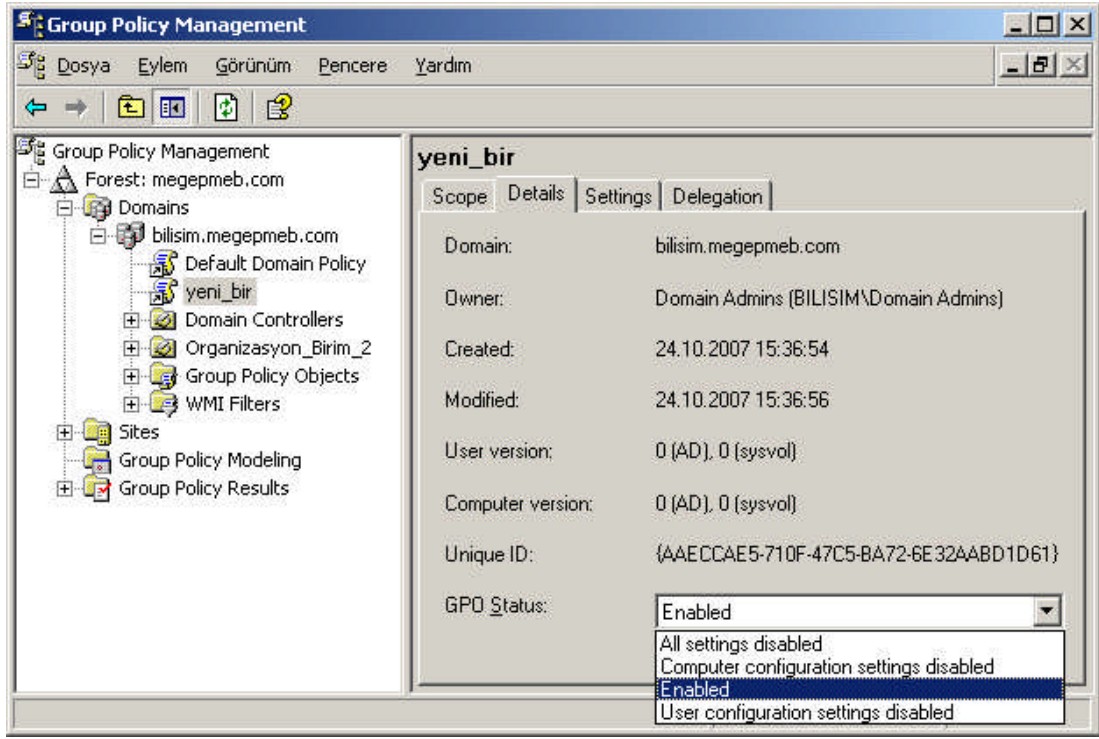 Group Policy Management
Dosya Eylem Görünüm Pencere Yardım
Group Policy Management
Forest: megepmeb.com
Domains
bilisim.megepmeb.com
Default Domain Policy
yeni_bir
Domain Controllers
Organizasyon_Birim_2
Group Policy Objects
WMI Filters
Sites
Group Policy Modeling
Group Policy Results
yeni_bir
Scope Details Settings Delegation
Domain: bilisim.megepmeb.com
Owner: Domain Admins (BILISIM\Domain Admins)
Created: 24.10.2007 15:36:54
Modified: 24.10.2007 15:36:56
User version: 0 (AD), 0 (sysvol)
Computer version: 0 (AD), 0 (sysvol)
Unique ID: {AAECCAE5-710F-47C5-BA72-6E32AABD1D61}
GPO Status: Enabled
All settings disabled
Computer configuration settings disabled
Enabled
User configuration settings disabled